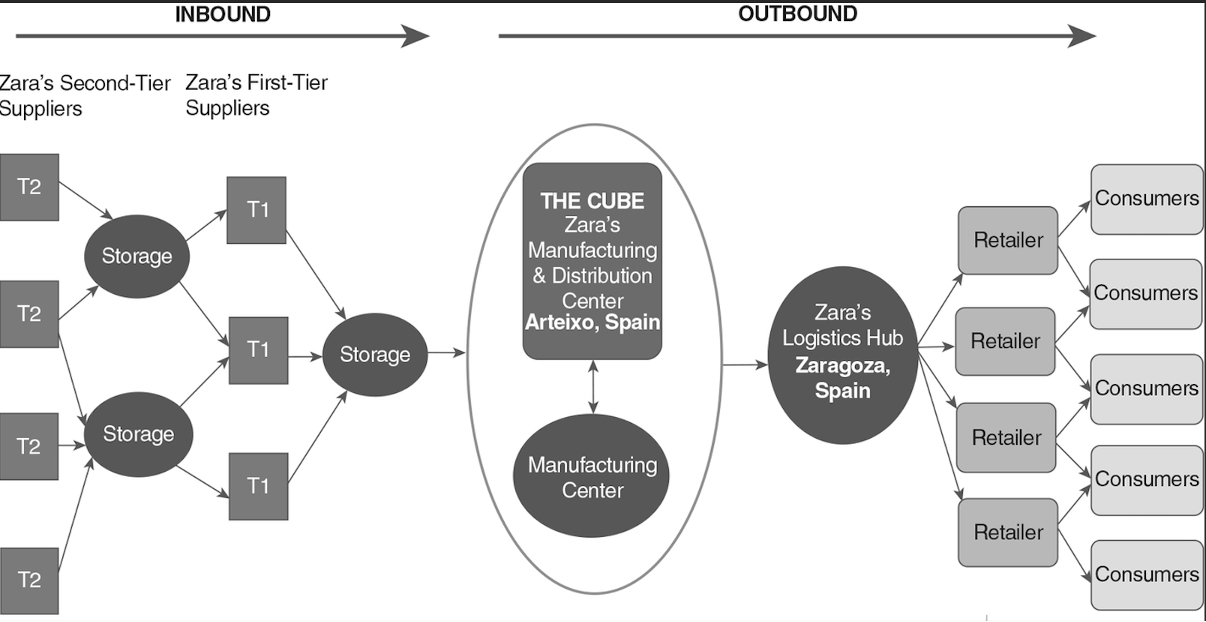 INBOUND
OUTBOUND
Zara's Second-Tier
Suppliers
Zara's First-Tier
Suppliers
T2
T2
T2
T2
Storage
Storage
T1
T1
T1
Storage
THE CUBE
Zara's
Manufacturing
& Distribution
Center
Arteixo, Spain
Manufacturing
Center
Zara's
Logistics Hub
Zaragoza,
Spain
Retailer
Retailer
Retailer
Retailer
Consumers
Consumers
Consumers
Consumers
Consumers